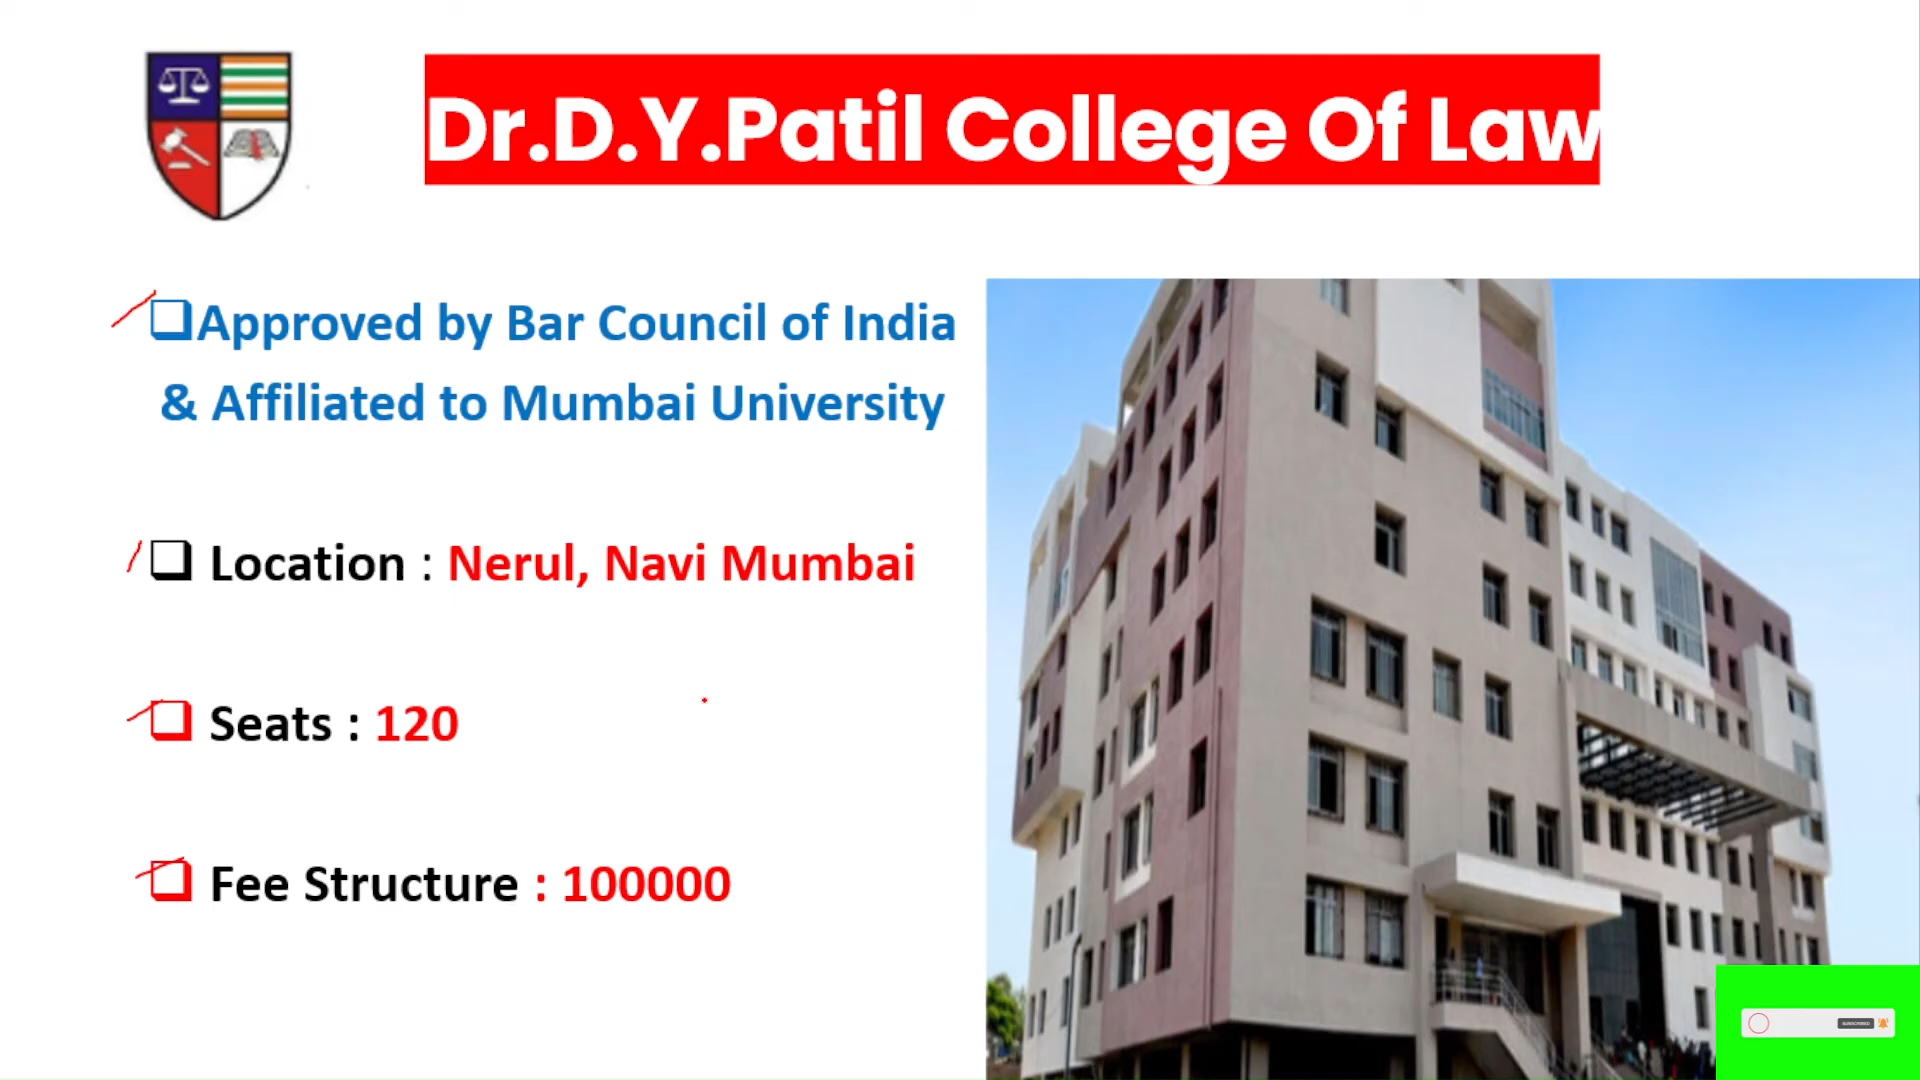 Dr.D.Y.Patil College Of Law
Approved by Bar Council of India
& Affiliated to Mumbai University
Location : Nerul, Navi Mumbai
Seats : 120
Fee Structure : 100000
SUBSCRIBED